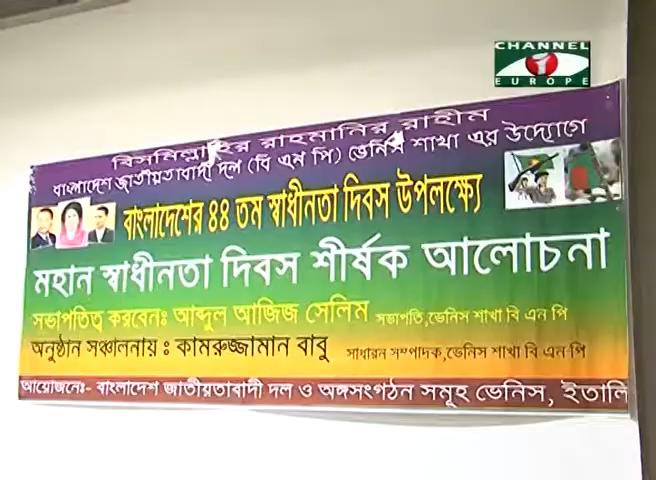 CHANNEL i
EUROPE
বিসমিল্লাহির রাহমানির রাহীম
বাংলাদেশ জাতীয়তাবাদী দল (বি এন পি) ভেনিস শাখা এর উদ্যোগে
বাংলাদেশের ৪৪ তম স্বাধীনতা দিবস উপলক্ষ্যে
মহান স্বাধীনতা দিবস শীর্ষক আলোচনা
সভাপতিত্ব করবেনঃ আব্দুল আজিজ সেলিম সভাপতি,ভেনিস শাখা বি এন পি
অনুষ্ঠান সঞ্চালনায় ঃ কামরুজ্জামান বাবু সাধারন সম্পাদক,ভেনিস শাখা বি এন পি
আয়োজনেঃ- বাংলাদেশ জাতীয়তাবাদী দল ও অঙ্গসংগঠন সমূহ ভেনিস, ইতালি